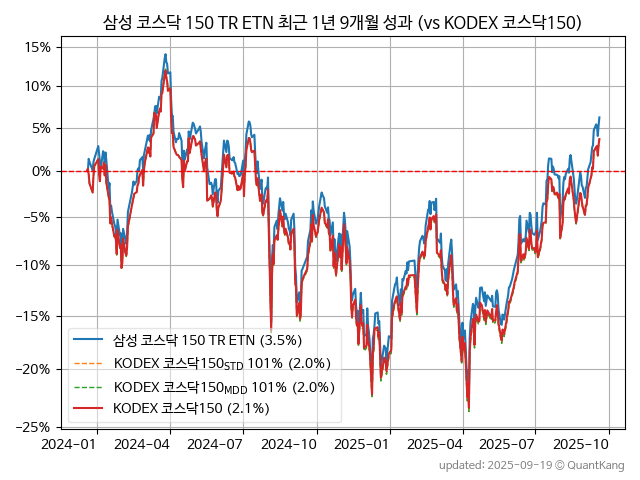 삼성 코스닥 150 TR ETN 최근 1년 9개월 성과 (vs KODEX 코스닥150)
15%
10%
5%
0%
−5%
−10%
−15%
−20%
−25%
삼성 코스닥 150 TR ETN (3.5%)
KODEX 코스닥150STD 101% (2.0%)
KODEX 코스닥150MDD 101% (2.0%)
KODEX 코스닥150 (2.1%)
2024-01 2024-04 2024-07 2024-10 2025-01 2025-04 2025-07 2025-10
updated: 2025-09-19 © QuantKang